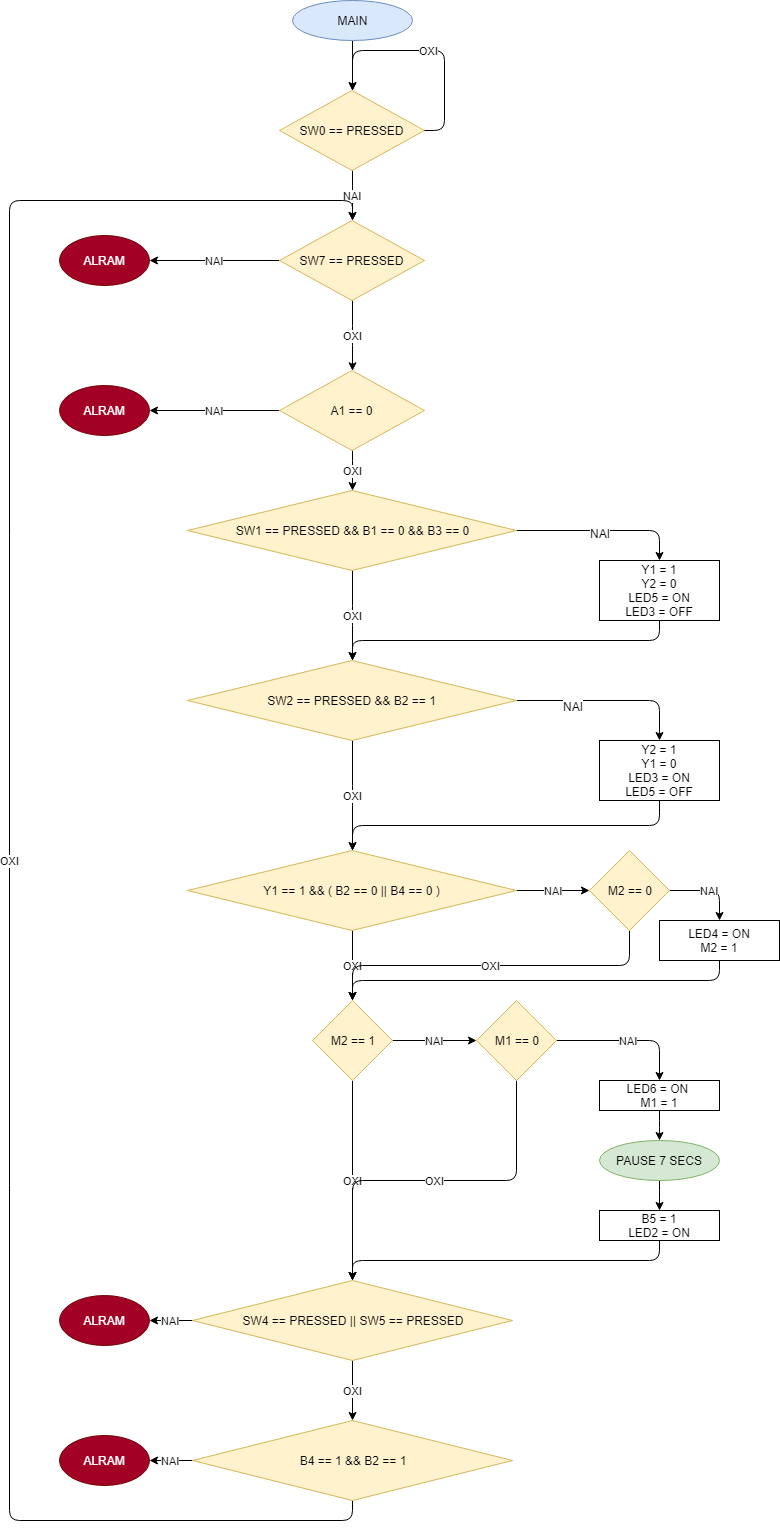 MAIN
OXI
SW0 == PRESSED
NAI
SW7 == PRESSED
NAI
ALRAM
OXI
A1 == 0
NAI
ALRAM
OXI
SW1 == PRESSED && B1 == 0 && B3 == 0
NAI
Y1 = 1
Y2 = 0
LED5 = ON
LED3 = OFF
OXI
SW2 == PRESSED && B2 == 1
NAI
Y2 = 1
Y1 = 0
LED3 = ON
LED5 = OFF
OXI
OXI
Y1 == 1 && ( B2 == 0 || B4 == 0 )
NAI
M2 == 0
NAI
LED4 = ON
M2 = 1
OXI
OXI
M2 == 1
NAI
M1 == 0
NAI
LED6 = ON
M1 = 1
PAUSE 7 SECS
OXI
OXI
B5 = 1
LED2 = ON
SW4 == PRESSED || SW5 == PRESSED
NAI
ALRAM
OXI
B4 == 1 && B2 == 1
NAI
ALRAM